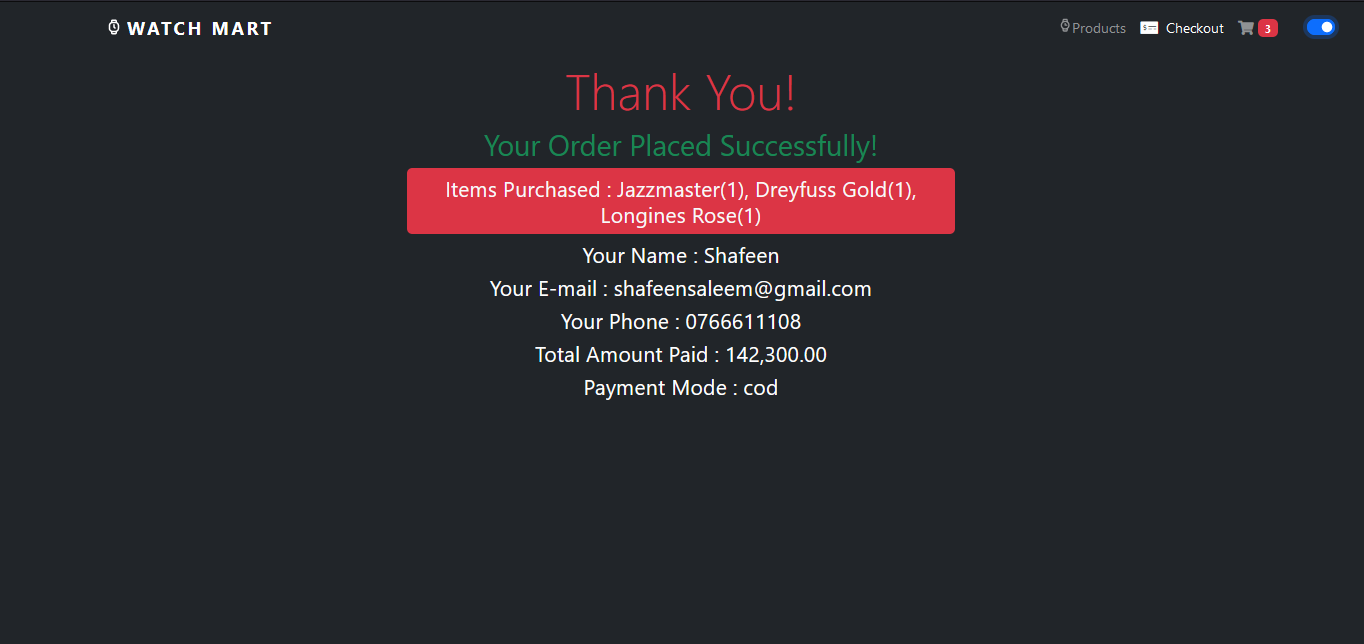 WATCH MART
Products Checkout 3
Thank You!
Your Order Placed Successfully!
Items Purchased : Jazzmaster(1), Dreyfuss Gold(1),
Longines Rose(1)
Your Name : Shafeen
Your E-mail : shafeensaleem@gmail.com
Your Phone : 0766611108
Total Amount Paid : 142,300.00
Payment Mode : cod